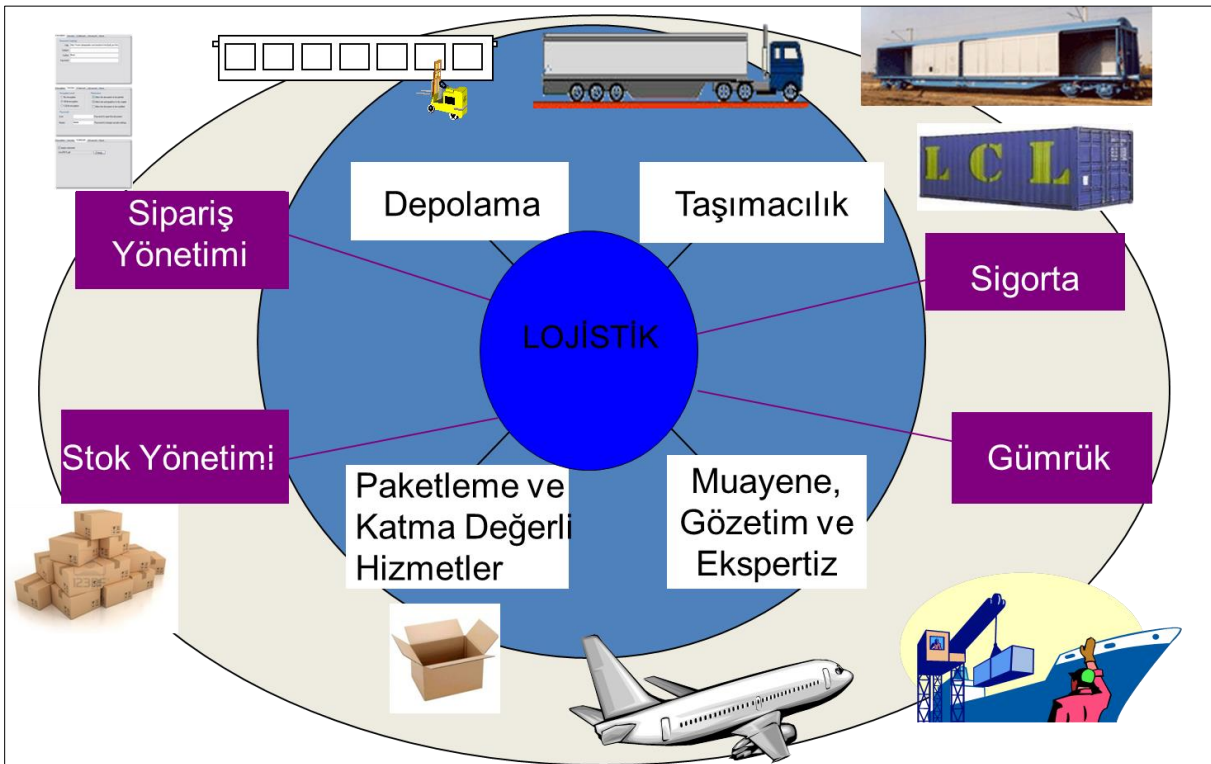 Depolama
Taşımacılık
LCL
Sipariş
Yönetimi
Sigorta
LOJİSTİK
Stok Yönetimi
Gümrük
Paketleme ve
Katma Değerli
Hizmetler
Muayene,
Gözetim ve
Ekspertiz